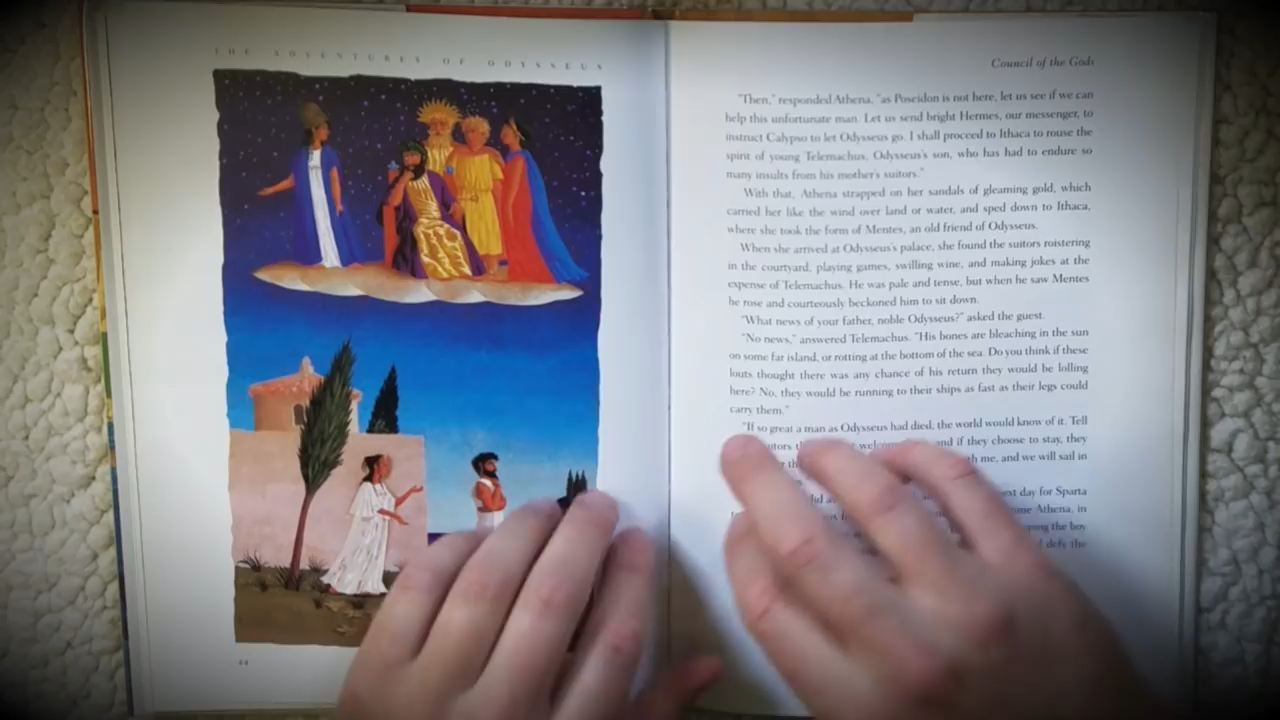 THE ADVENTURES OF ODYSSEUS
44
Council of the Gods
"Then," responded Athena, "as Poseidon is not here, let us see if we can
help this unfortunate man. Let us send bright Hermes, our messenger, to
instruct Calypso to let Odysseus go. I shall proceed to Ithaca to rouse the
spirit of young Telemachus, Odysseus's son, who has had to endure so
many insults from his mother's suitors."
With that, Athena strapped on her sandals of gleaming gold, which
carried her like the wind over land or water, and sped down to Ithaca,
where she took the form of Mentes, an old friend of Odysseus.
When she arrived at Odysseus's palace, she found the suitors roistering
in the courtyard, playing games, swilling wine, and making jokes at the
expense of Telemachus. He was pale and tense, but when he saw Mentes
he rose and courteously beckoned him to sit down.
"What news of your father, noble Odysseus?" asked the guest.
"No news," answered Telemachus. "His bones are bleaching in the sun
on some far island, or rotting at the bottom of the sea. Do you think if these
louts thought there was any chance of his return they would be lolling
here? No, they would be running to their ships as fast as their legs could
carry them."
"If so great a man as Odysseus had died, the world would know of it. Tell
and if they choose to stay, they
me, and we will sail in
day for Sparta
Athena, in
the boy
defy the